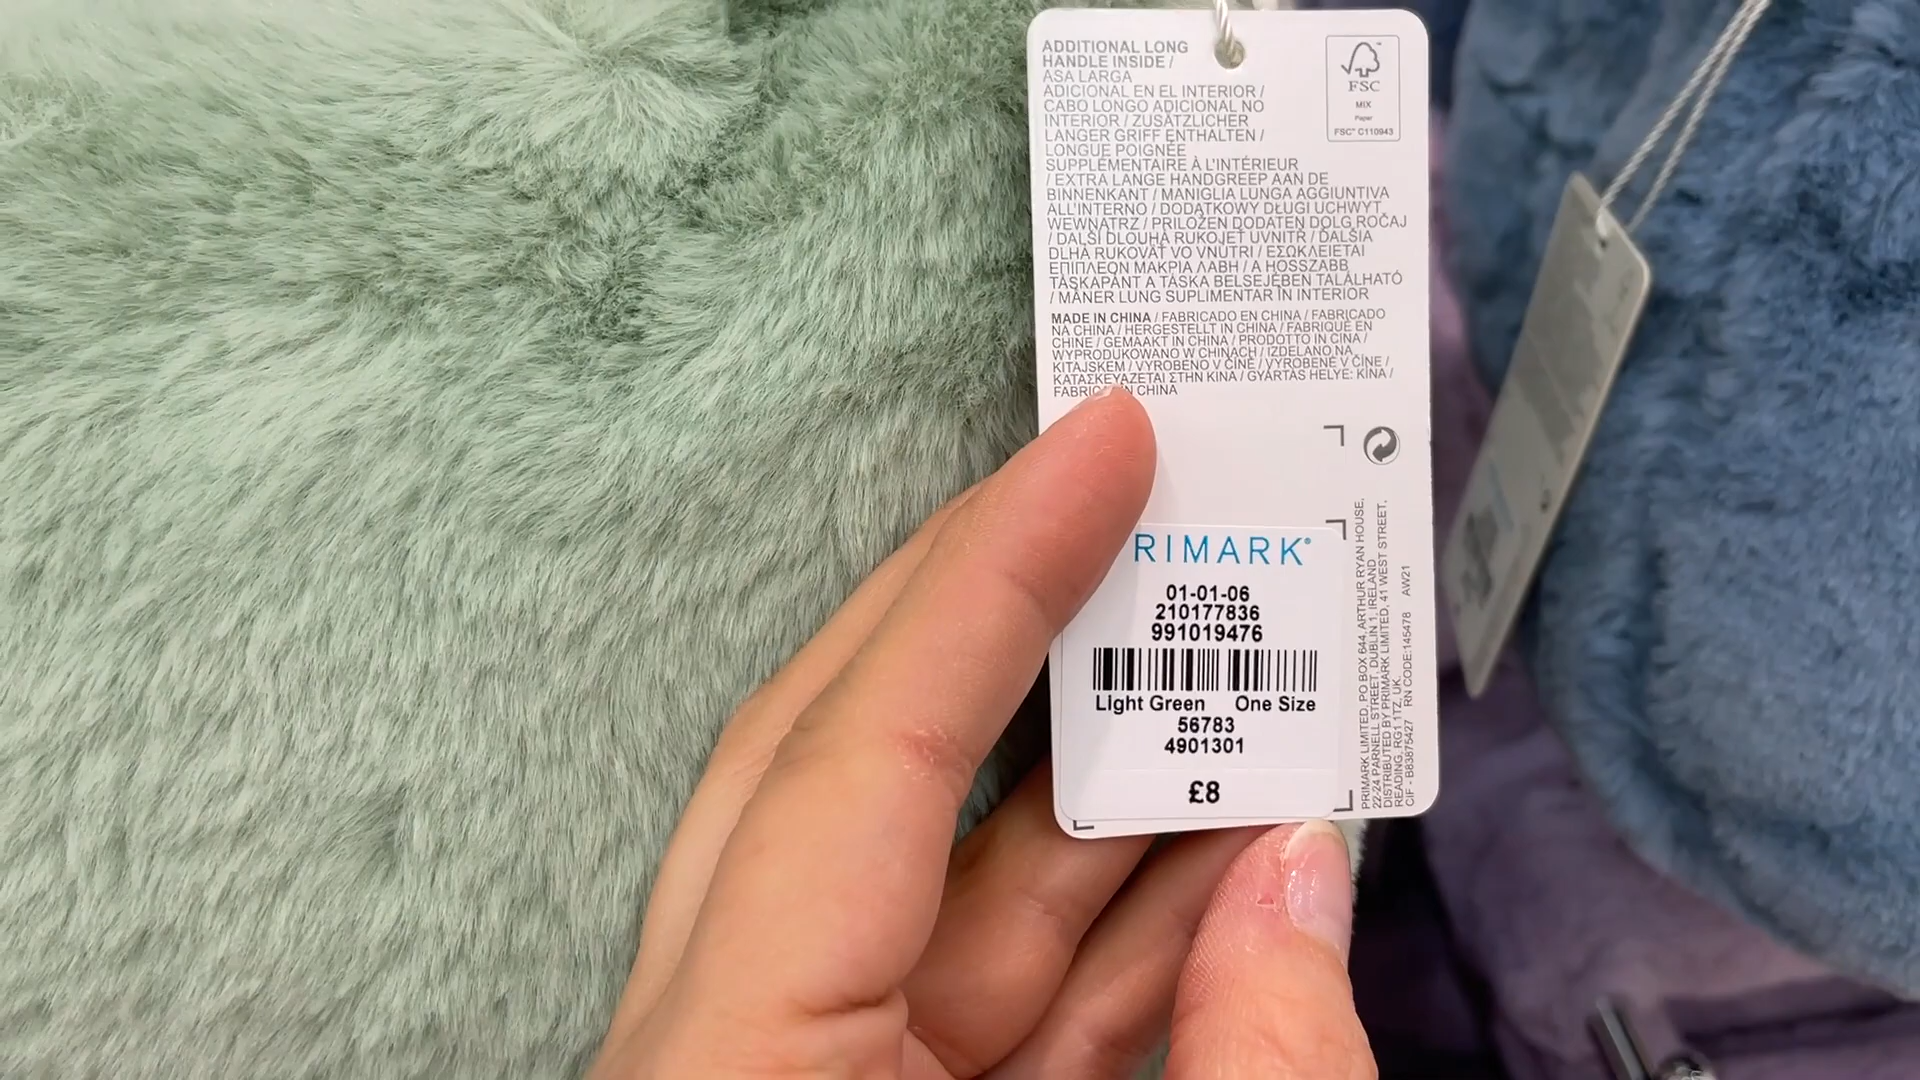 ADDITIONAL LONG
HANDLE INSIDE /
ASA LARGA
ADICIONAL EN EL INTERIOR /
CABO LONGO ADICIONAL NO
INTERIOR / ZUSÄTZLICHER
LANGER GRIFF ENTHALTEN /
LONGUE POIGNÉE
SUPPLÉMENTAIRE À L'INTÉRIEUR
/ EXTRA LANGE HANDGREEP AAN DE
BINNENKANT / MANIGLIA LUNGA AGGIUNTIVA
ALL'INTERNO / DODATKOWY DŁUGI UCHWYT
WEWNĄTRZ / PRILOŽEN DODATEN DOLG ROČAJ
/ DALŠÍ DLOUHÁ RUKOJEŤ UVNITŘ / ĎALŠIA
DLHÁ RUKOVÄŤ VO VNÚTRI / ΕΣΩΚΛΕΙΕΤΑΙ
ΕΠΙΠΛΕΟΝ ΜΑΚΡΙΑ ΛΑΒΗ / A HOSSZABB
TÁSKAPÁNT A TÁSKA BELSEJÉBEN TALÁLHATÓ
/ MÂNER LUNG SUPLIMENTAR ÎN INTERIOR
MADE IN CHINA / FABRICADO EN CHINA / FABRICADO
NA CHINA / HERGESTELLT IN CHINA / FABRIQUÉ EN
CHINE / GEMAAKT IN CHINA / PRODOTTO IN CINA /
WYPRODUKOWANO W CHINACH / IZDELANO NA
KITAJSKEM / VYROBENO V ČÍNĚ / VYROBENÉ V ČÍNE /
ΚΑΤΑΣΚΕΥΑΖΕΤΑΙ ΣΤΗΝ ΚΙΝΑ / GYÁRTÁS HELYE: KÍNA /
CHINA
FSC
MIX
Paper
FSC™ C110943
RIMARK®
01-01-06
210177836
991019476
Light Green One Size
56783
4901301
£8
PRIMARK LIMITED, PO BOX 644, ARTHUR RYAN HOUSE,
22-24 PARNELL STREET, DUBLIN 1, IRELAND
DISTRIBUTED BY PRIMARK LIMITED, 41 WEST STREET,
READING, RG1 1TZ, UK
CIF - B83875427 RN CODE:145478 AW21